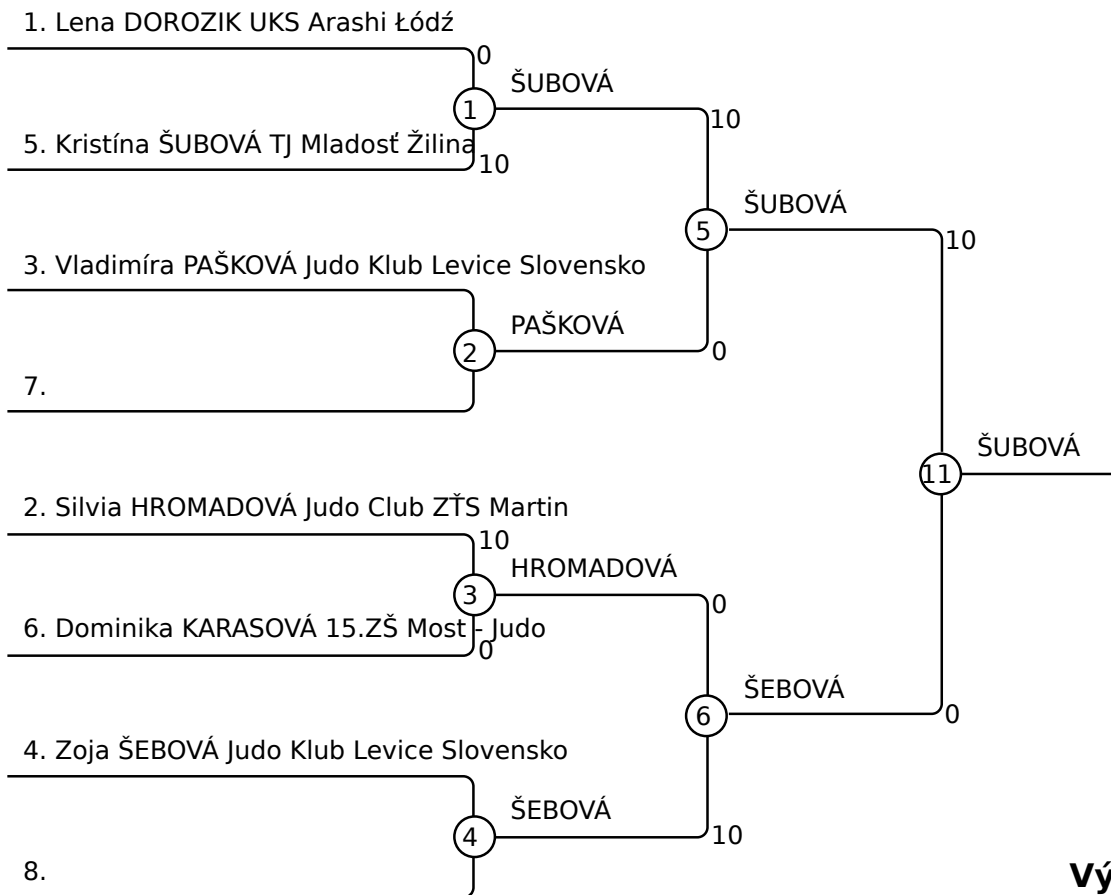 1. Lena DOROZIK UKS Arashi Łódź
0
ŠUBOVÁ
1
10
5. Kristína ŠUBOVÁ TJ Mladosť Žilina
10
ŠUBOVÁ
5
10
3. Vladimíra PAŠKOVÁ Judo Klub Levice Slovensko
PAŠKOVÁ
2
0
7.
ŠUBOVÁ
11
2. Silvia HROMADOVÁ Judo Club ZŤS Martin
10
HROMADOVÁ
3
0
6. Dominika KARASOVÁ 15.ZŠ Most - Judo
0
ŠEBOVÁ
6
0
4. Zoja ŠEBOVÁ Judo Klub Levice Slovensko
ŠEBOVÁ
4
10
8.
Vý